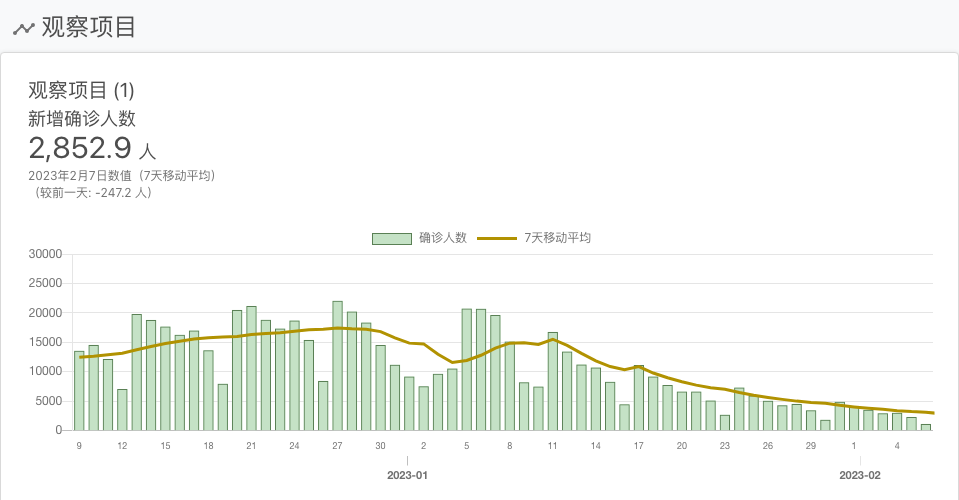 观察项目
观察项目 (1)
新增确诊人数
2,852.9 人
2023年2月7日数值（7天移动平均）
（较前一天: -247.2 人）
确诊人数 7天移动平均
30000
25000
20000
15000
10000
5000
0
9 12 15 18 21 24 27 30 2 5 8 11 14 17 20 23 26 29 1 4
2023-01 2023-02